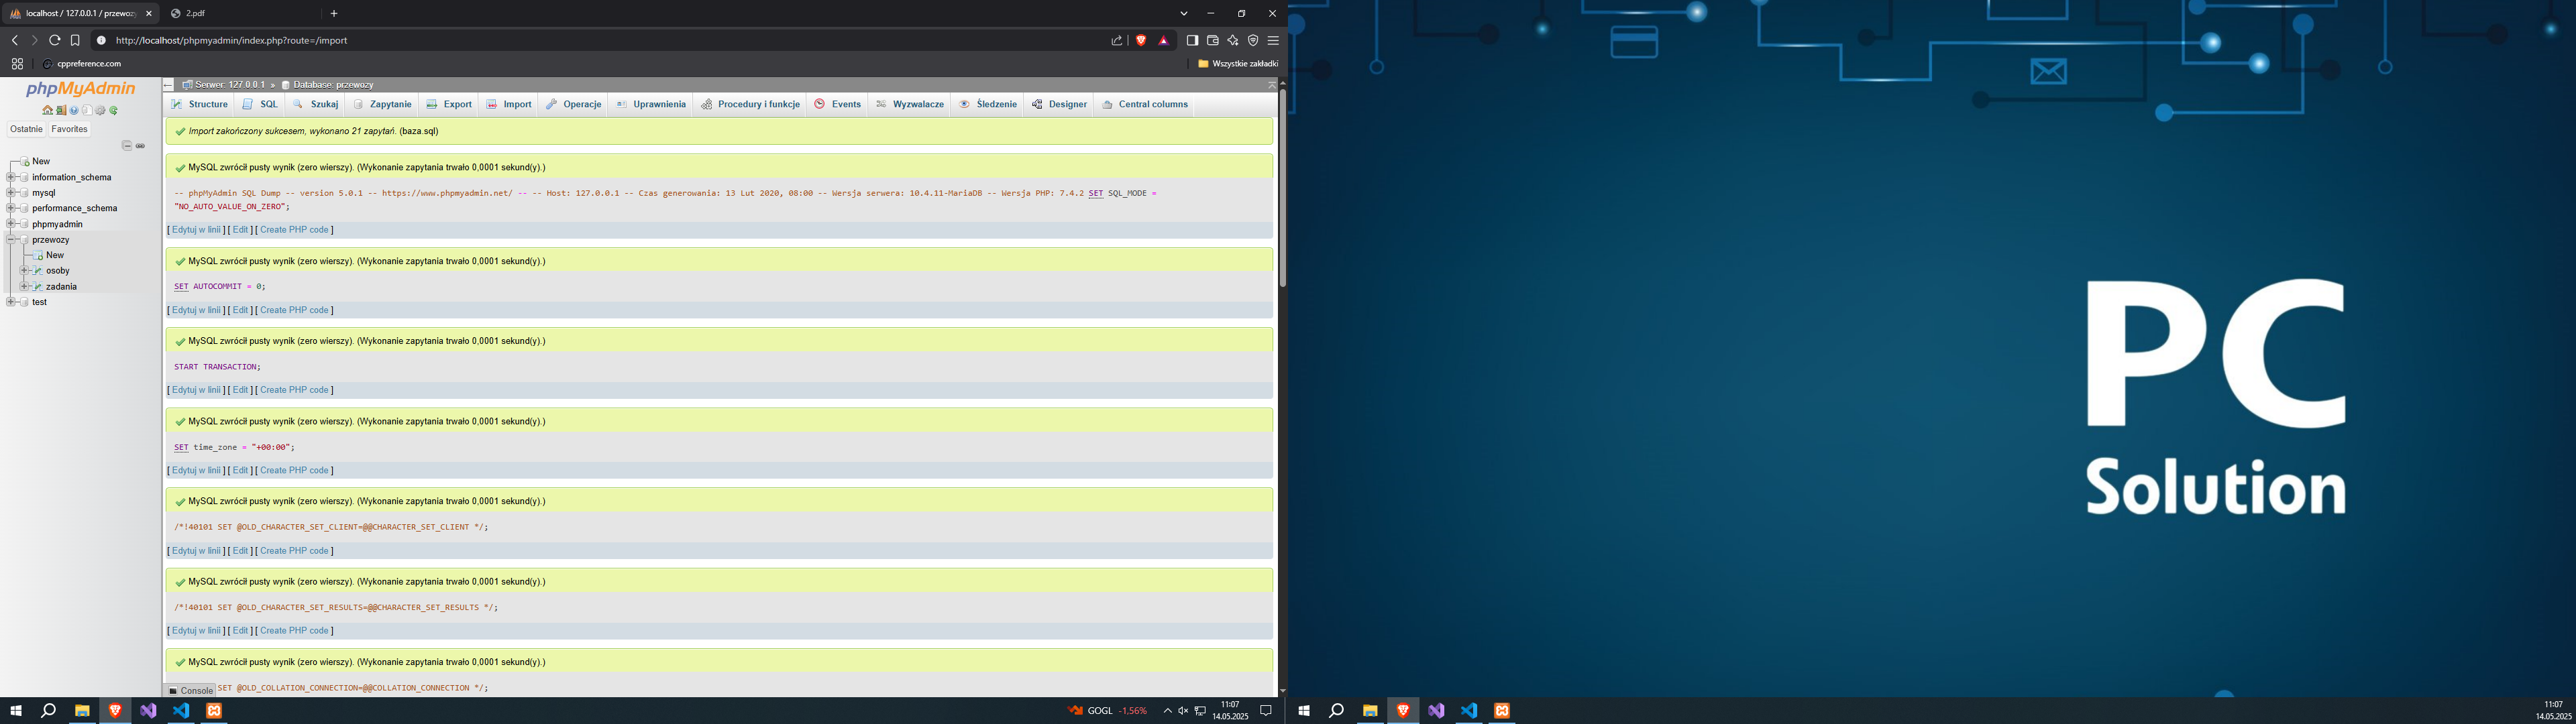 localhost / 127.0.0.1 / przewozy
2.pdf
http://localhost/phpmyadmin/index.php?route=/import
cppreference.com
Wszystkie zakładki
phpMyAdmin
Ostatnie Favorites
New
information_schema
mysql
performance_schema
phpmyadmin
przewozy
New
osoby
zadania
test
Serwer: 127.0.0.1 » Database: przewozy
Structure SQL Szukaj Zapytanie Export Import Operacje Uprawnienia Procedury i funkcje Events Wyzwalacze Śledzenie Designer Central columns
Import zakończony sukcesem, wykonano 21 zapytań. (baza.sql)
MySQL zwrócił pusty wynik (zero wierszy). (Wykonanie zapytania trwało 0,0001 sekund(y).)
-- phpMyAdmin SQL Dump -- version 5.0.1 -- https://www.phpmyadmin.net/ -- -- Host: 127.0.0.1 -- Czas generowania: 13 Lut 2020, 08:00 -- Wersja serwera: 10.4.11-MariaDB -- Wersja PHP: 7.4.2 SET SQL_MODE =
"NO_AUTO_VALUE_ON_ZERO";
[ Edytuj w linii ] [ Edit ] [ Create PHP code ]
MySQL zwrócił pusty wynik (zero wierszy). (Wykonanie zapytania trwało 0,0001 sekund(y).)
SET AUTOCOMMIT = 0;
[ Edytuj w linii ] [ Edit ] [ Create PHP code ]
MySQL zwrócił pusty wynik (zero wierszy). (Wykonanie zapytania trwało 0,0001 sekund(y).)
START TRANSACTION;
[ Edytuj w linii ] [ Edit ] [ Create PHP code ]
MySQL zwrócił pusty wynik (zero wierszy). (Wykonanie zapytania trwało 0,0001 sekund(y).)
SET time_zone = "+00:00";
[ Edytuj w linii ] [ Edit ] [ Create PHP code ]
MySQL zwrócił pusty wynik (zero wierszy). (Wykonanie zapytania trwało 0,0001 sekund(y).)
/*!40101 SET @OLD_CHARACTER_SET_CLIENT=@@CHARACTER_SET_CLIENT */;
[ Edytuj w linii ] [ Edit ] [ Create PHP code ]
MySQL zwrócił pusty wynik (zero wierszy). (Wykonanie zapytania trwało 0,0001 sekund(y).)
/*!40101 SET @OLD_CHARACTER_SET_RESULTS=@@CHARACTER_SET_RESULTS */;
[ Edytuj w linii ] [ Edit ] [ Create PHP code ]
MySQL zwrócił pusty wynik (zero wierszy). (Wykonanie zapytania trwało 0,0001 sekund(y).)
SET @OLD_COLLATION_CONNECTION=@@COLLATION_CONNECTION */;
Console
GOGL -1,56%
11:07
14.05.2025
PC
Solution
11:07
14.05.2025